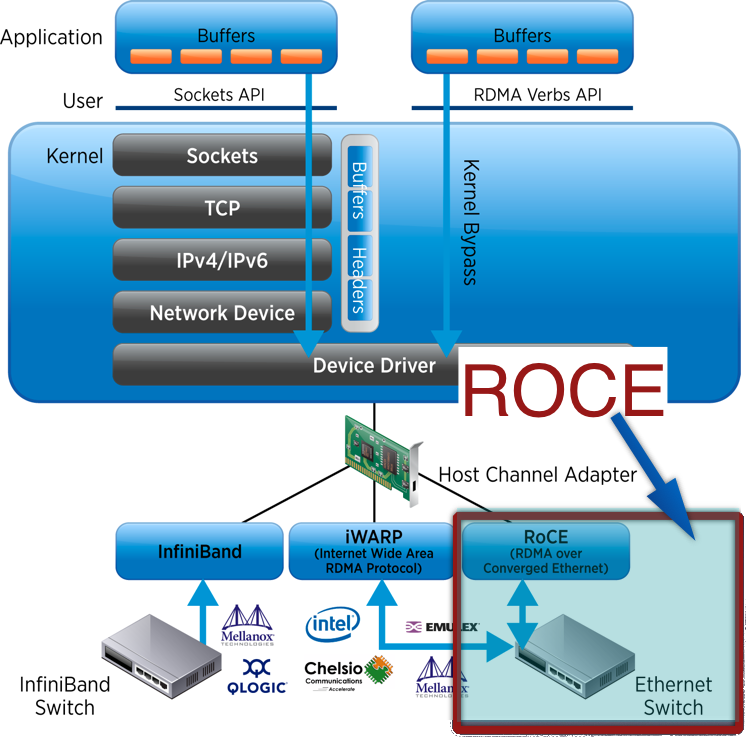 Application
Buffers
Buffers
User
Sockets API
RDMA Verbs API
Kernel
Sockets
TCP
IPv4/IPv6
Network Device
Buffers
Headers
Kernel Bypass
Device Driver
ROCE
Host Channel Adapter
InfiniBand
iWARP
(Internet Wide Area
RDMA Protocol)
RoCE
(RDMA over
Converged Ethernet)
Mellanox
TECHNOLOGIES
QLOGIC
intel
EMULEX
Chelsio
Communications
Accelerate
Mellanox
TECHNOLOGIES
InfiniBand
Switch
Ethernet
Switch